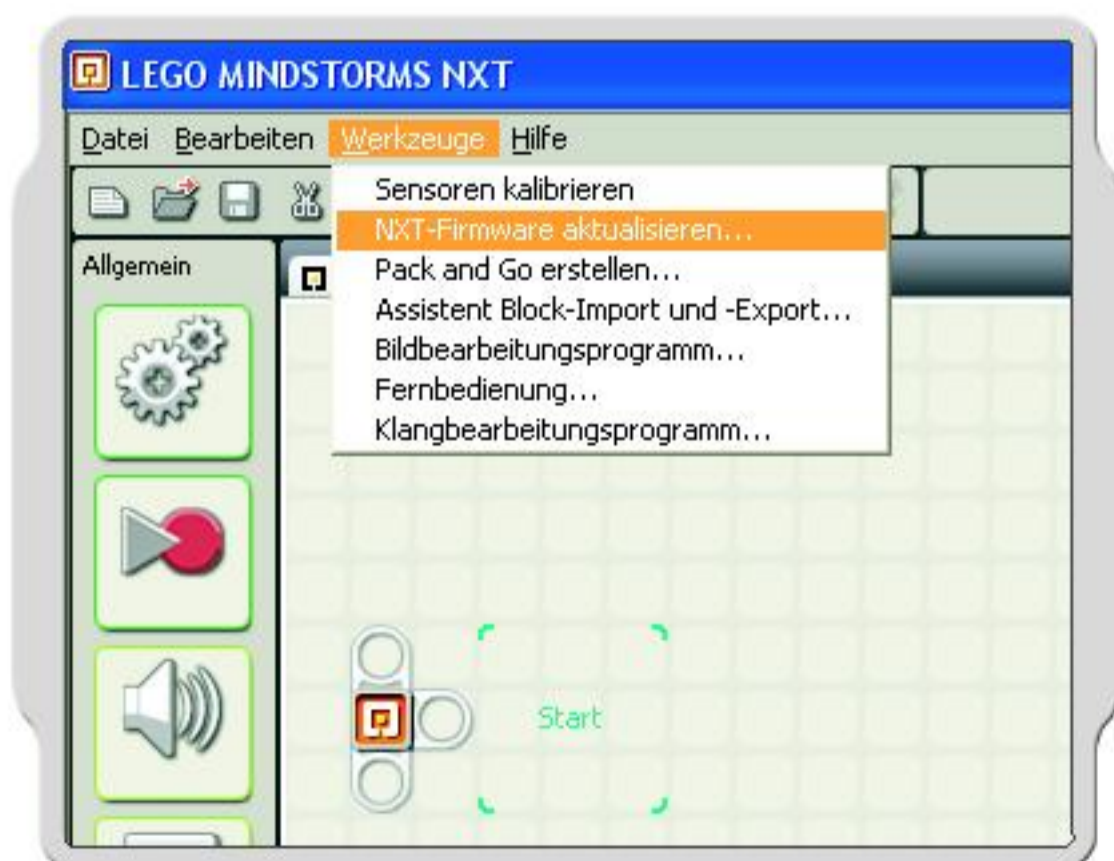 LEGO MINDSTORMS NXT
Datei Bearbeiten Werkzeuge Hilfe
Sensoren kalibrieren
NXT-Firmware aktualisieren...
Pack and Go erstellen...
Assistent Block-Import und -Export...
Bildbearbeitungsprogramm...
Fernbedienung...
Klangbearbeitungsprogramm...
Allgemein
Start